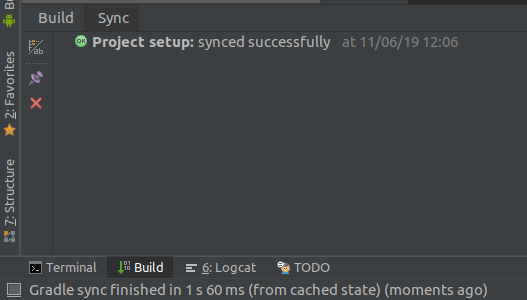 Build Sync
Project setup: synced successfully at 11/06/19 12:06
2: Favorites
7: Structure
Terminal Build 6: Logcat TODO
Gradle sync finished in 1 s 60 ms (from cached state) (moments ago)